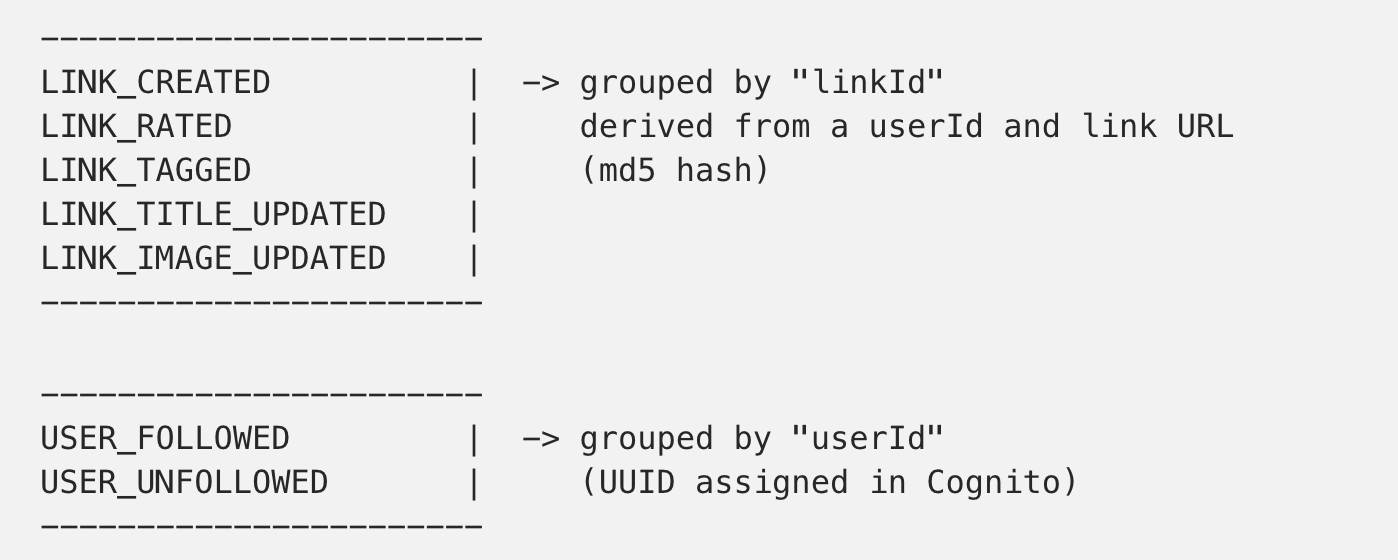 -----------------------
LINK_CREATED          |  -> grouped by "linkId"
LINK_RATED            |     derived from a userId and link URL
LINK_TAGGED           |     (md5 hash)
LINK_TITLE_UPDATED    |
LINK_IMAGE_UPDATED    |
-----------------------
-----------------------
USER_FOLLOWED         |  -> grouped by "userId"
USER_UNFOLLOWED       |     (UUID assigned in Cognito)
-----------------------